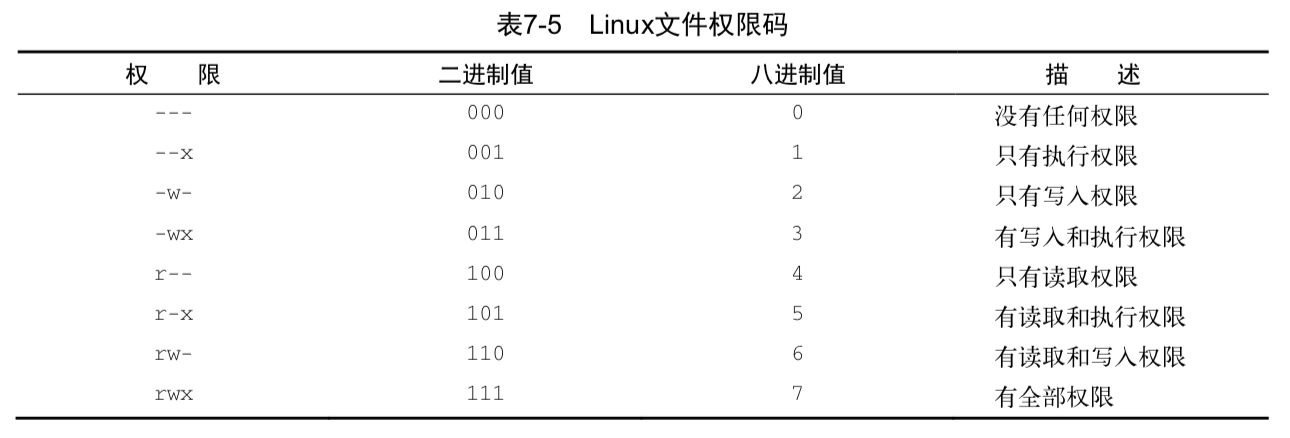 表7-5 Linux文件权限码
权 限 二进制值 八进制值 描 述
--- 000 0 没有任何权限
--x 001 1 只有执行权限
-w- 010 2 只有写入权限
-wx 011 3 有写入和执行权限
r-- 100 4 只有读取权限
r-x 101 5 有读取和执行权限
rw- 110 6 有读取和写入权限
rwx 111 7 有全部权限